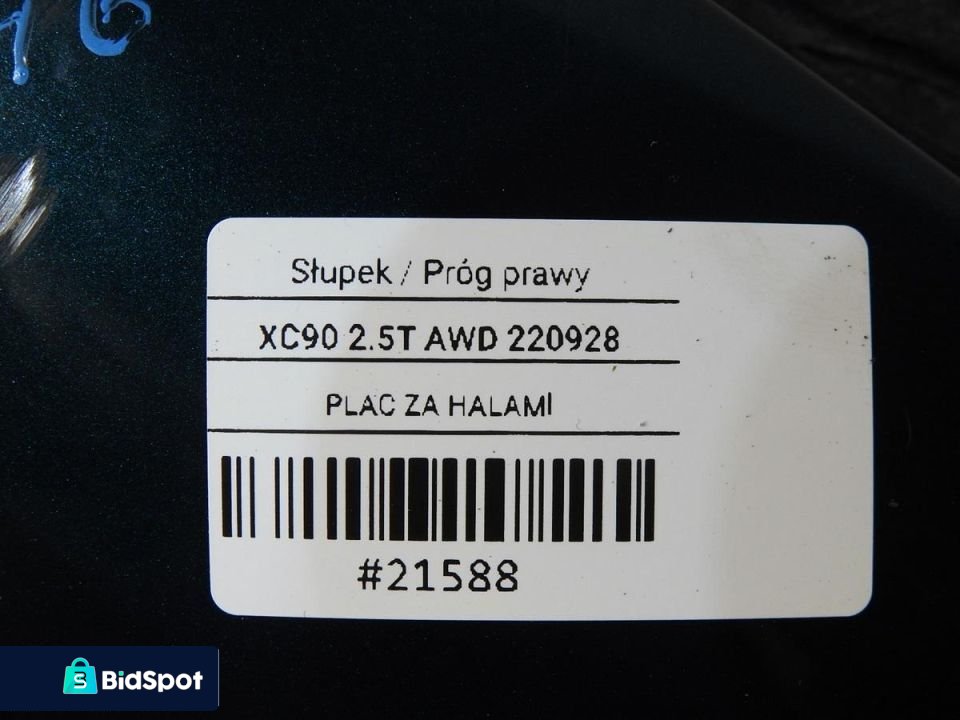 Słupek / Próg prawy
XC90 2.5T AWD 220928
PLAC ZA HALAMI
#21588
BidSpot